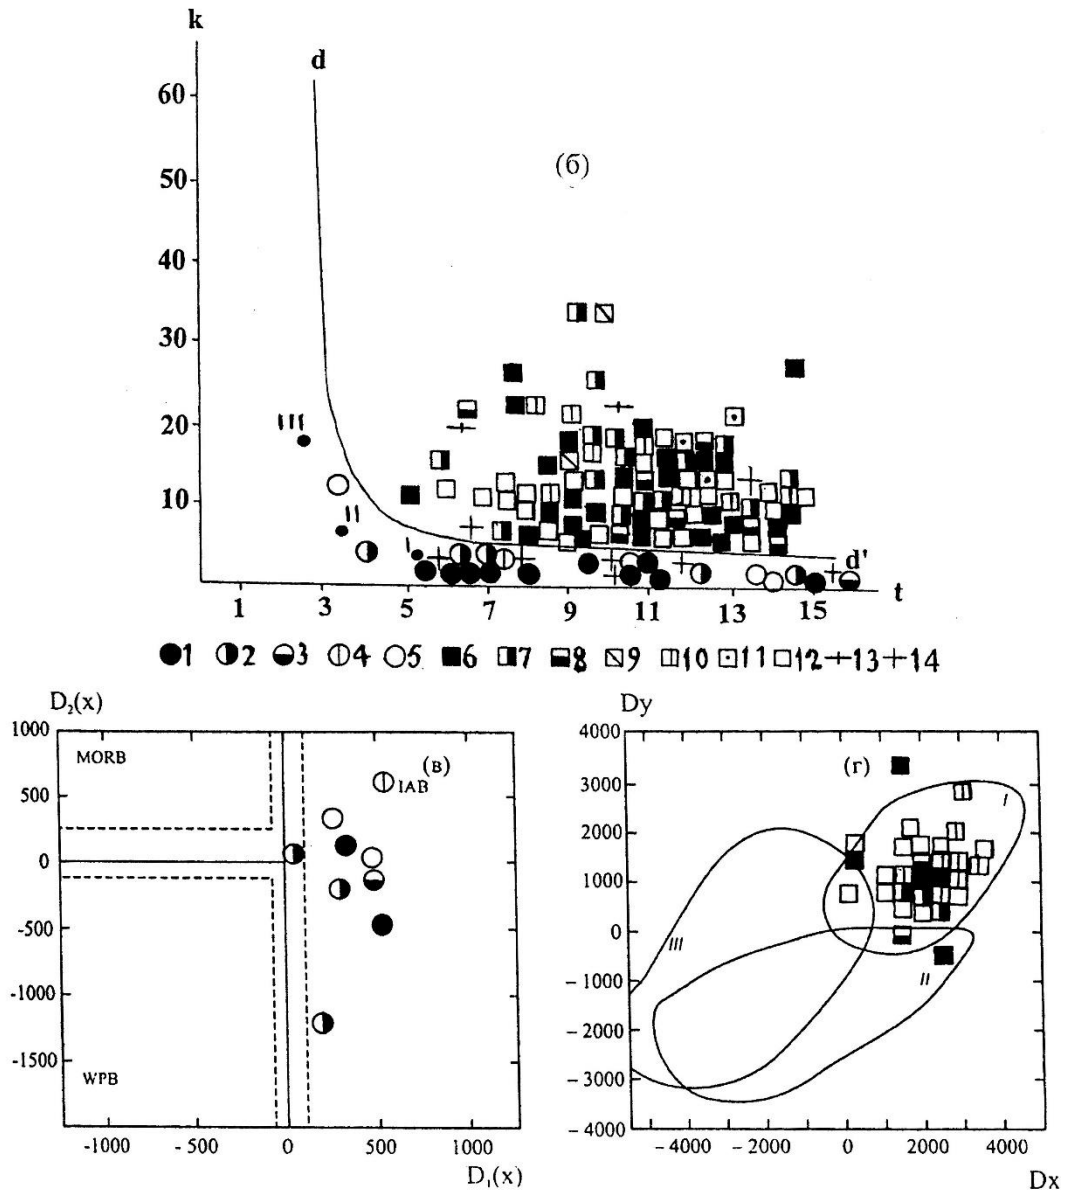 k
d
60
(б)
50
40
30
20
III
10
II
I
d'
t
1 3 5 7 9 11 13 15
1 2 3 4 5 6 7 8 9 10 11 12 13 14
D₂(x)
1000
MORB
(в)
IAB
500
0
-500
-1000
-1500
WPB
-1000 -500 0 500 1000
D₁(x)
Dy
4000
(г)
3000
I
2000
1000
0
III
II
-1000
-2000
-3000
-4000
-4000 -2000 0 2000 4000
Dx